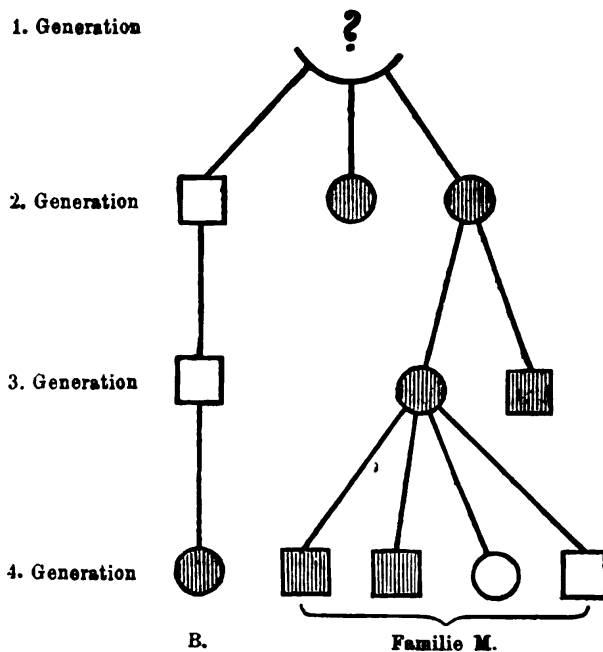 1. Generation
?
2. Generation
3. Generation
4. Generation
B. Familie M.